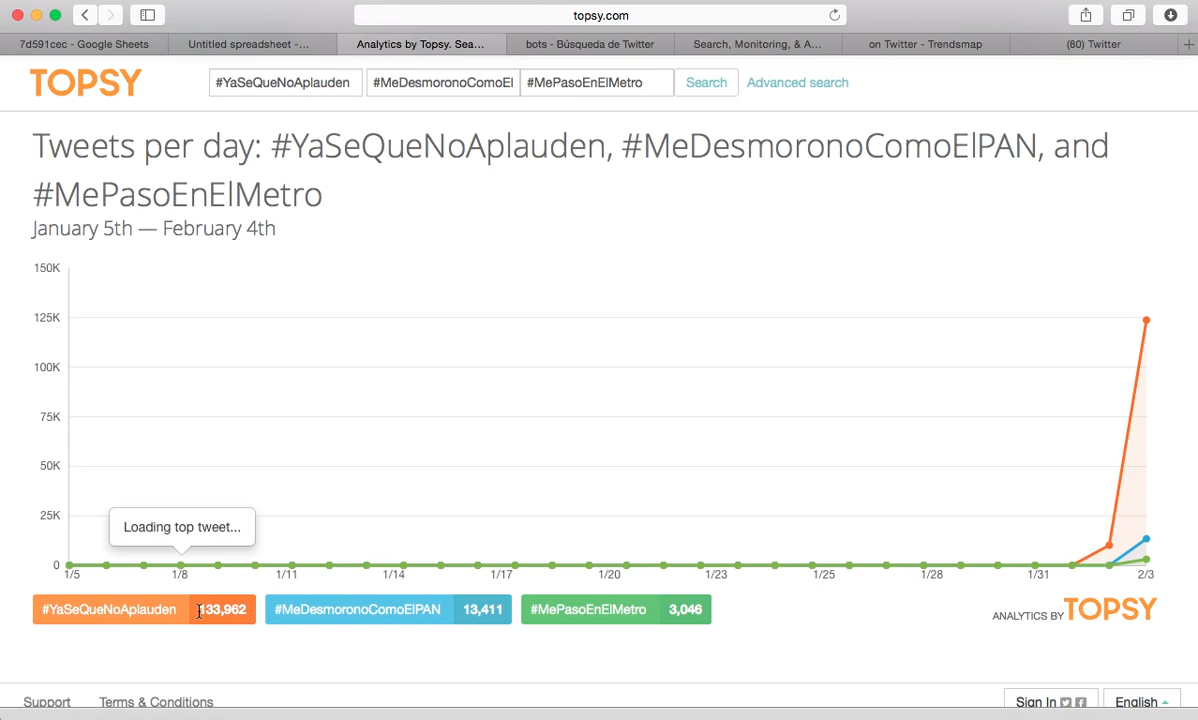 topsy.com
7d591cec - Google Sheets
Untitled spreadsheet -...
Analytics by Topsy. Sea...
bots - Búsqueda de Twitter
Search, Monitoring, & A...
on Twitter - Trendsmap
(80) Twitter
TOPSY
#YaSeQueNoAplauden
#MeDesmoronoComoEl
#MePasoEnElMetro
Search
Advanced search
Tweets per day: #YaSeQueNoAplauden, #MeDesmoronoComoElPAN, and
#MePasoEnElMetro
January 5th — February 4th
150K
125K
100K
75K
50K
25K
0
Loading top tweet...
1/5
1/8
1/11
1/14
1/17
1/20
1/23
1/25
1/28
1/31
2/3
#YaSeQueNoAplauden 133,962
#MeDesmoronoComoElPAN 13,411
#MePasoEnElMetro 3,046
ANALYTICS BY TOPSY
Support
Terms & Conditions
Sign In
English